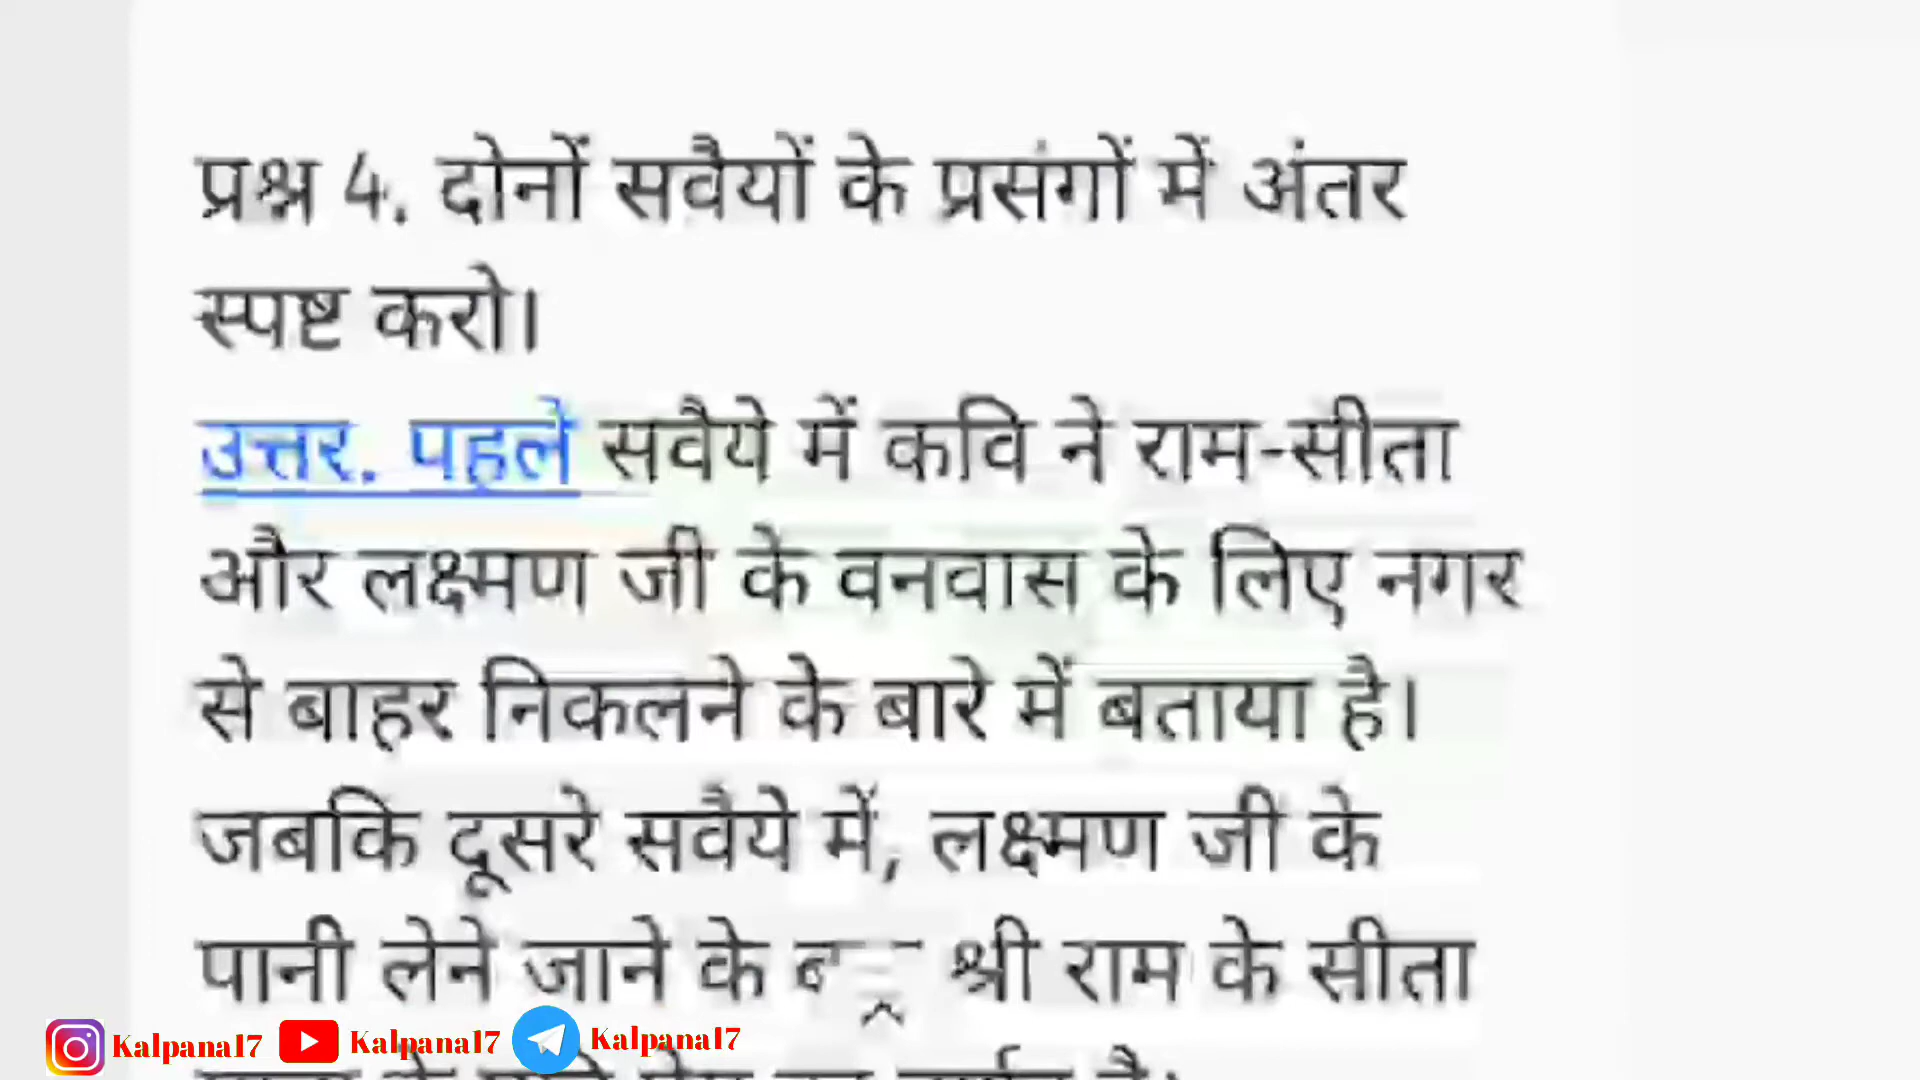 प्रश्न 4. दोनों सवैयों के प्रसंगों में अंतर
स्पष्ट करो।
उत्तर. पहले सवैये में कवि ने राम-सीता
और लक्ष्मण जी के वनवास के लिए नगर
से बाहर निकलने के बारे में बताया है।
जबकि दूसरे सवैये में, लक्ष्मण जी के
पानी लेने जाने के श्री राम के सीता
Kalpana17 Kalpana17 Kalpana17